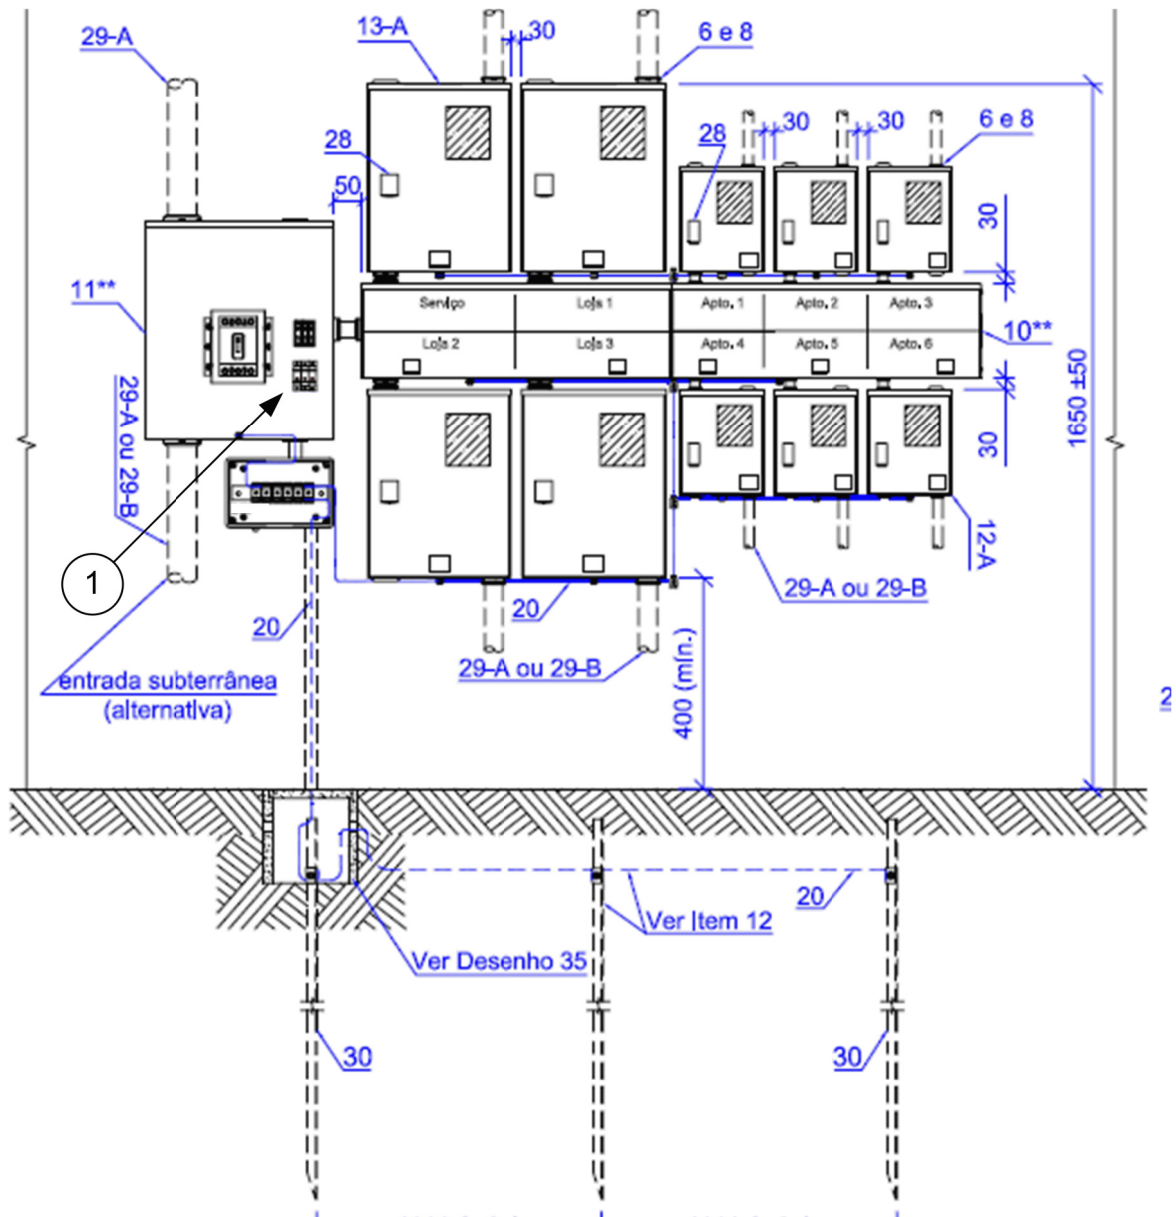 29-A
13-A
30
6 e 8
28
50
28
30
30
6 e 8
30
11**
Serviço
Loja 1
Apto. 1
Apto. 2
Apto. 3
10**
Loja 2
Loja 3
Apto. 4
Apto. 5
Apto. 6
1650 ±50
29-A ou 29-B
30
12-A
1
20
20
29-A ou 29-B
29-A ou 29-B
400 (mín.)
entrada subterrânea
(alternativa)
2
20
Ver Item 12
Ver Desenho 35
30
30